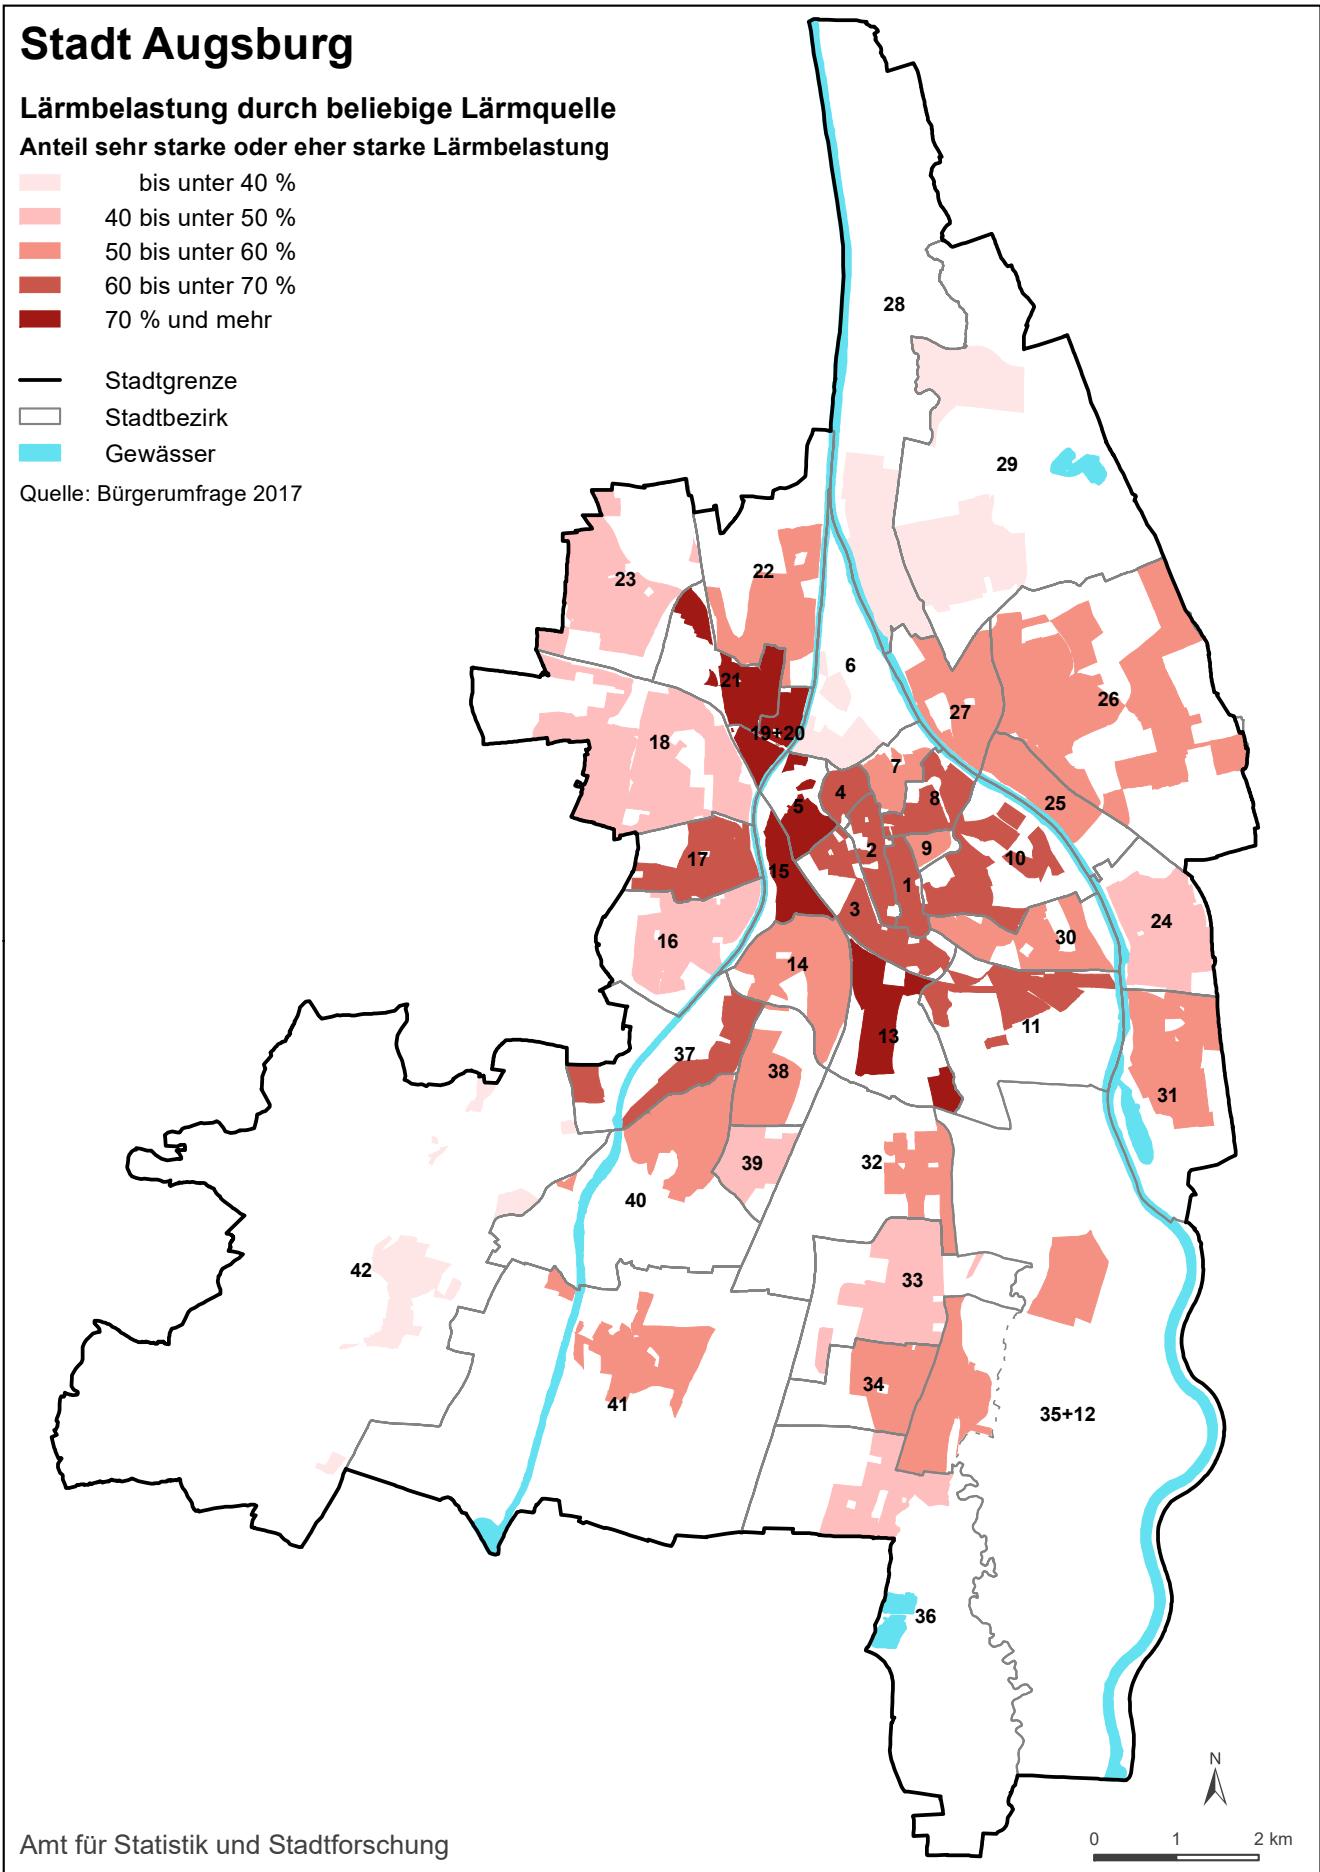 Stadt Augsburg
Lärmbelastung durch beliebige Lärmquelle
Anteil sehr starke oder eher starke Lärmbelastung
bis unter 40 %
40 bis unter 50 %
50 bis unter 60 %
60 bis unter 70 %
70 % und mehr
Stadtgrenze
Stadtbezirk
Gewässer
Quelle: Bürgerumfrage 2017
28
29
23
22
6
21
26
27
19+20
18
7
4
8
5
25
2
9
17
10
15
1
3
24
16
30
14
11
13
37
38
31
39
32
40
42
33
34
41
35+12
36
N
0 1 2 km
Amt für Statistik und Stadtforschung